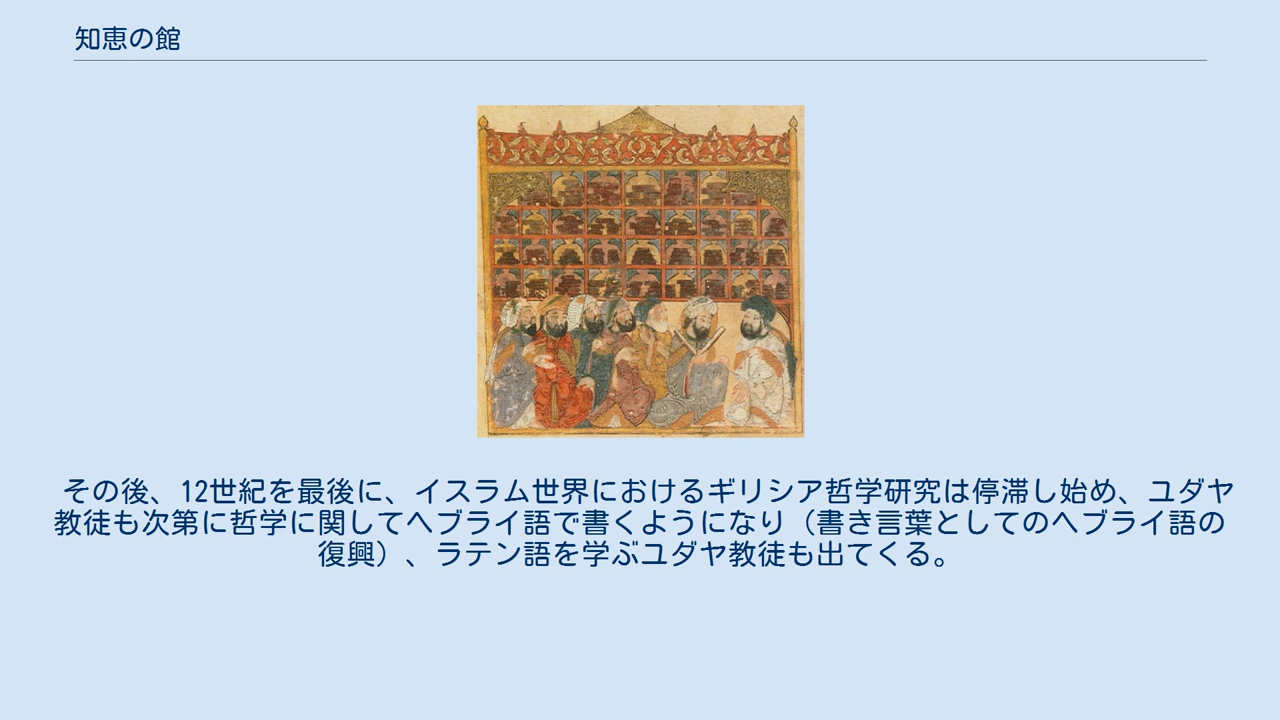 知恵の館
その後、12世紀を最後に、イスラム世界におけるギリシア哲学研究は停滞し始め、ユダヤ
教徒も次第に哲学に関してヘブライ語で書くようになり（書き言葉としてのヘブライ語の
復興）、ラテン語を学ぶユダヤ教徒も出てくる。